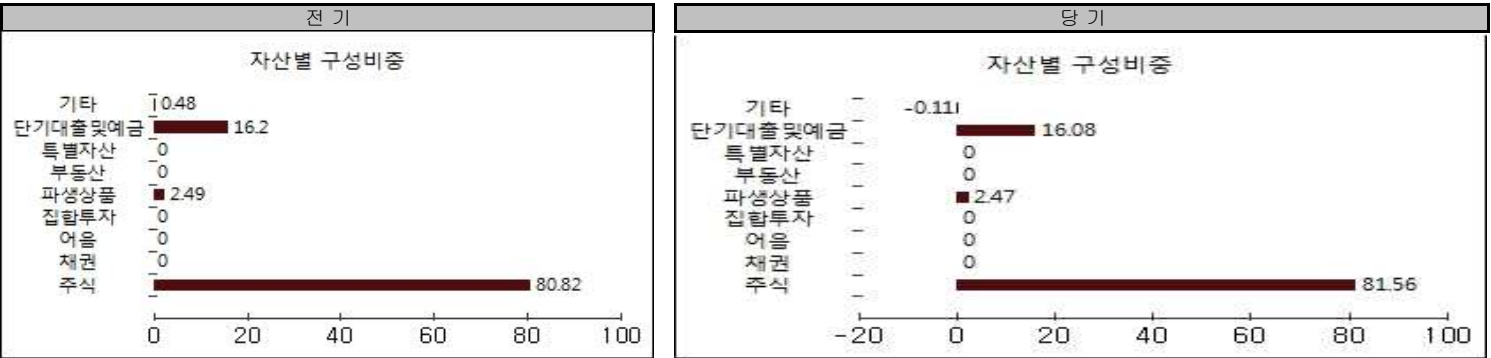 전 기
자산별 구성비중
기타 0.48
단기대출및예금 16.2
특별자산 0
부동산 0
파생상품 2.49
집합투자 0
어음 0
채권 0
주식 80.82
0 20 40 60 80 100
당 기
자산별 구성비중
기타 -0.11
단기대출및예금 16.08
특별자산 0
부동산 0
파생상품 2.47
집합투자 0
어음 0
채권 0
주식 81.56
-20 0 20 40 60 80 100